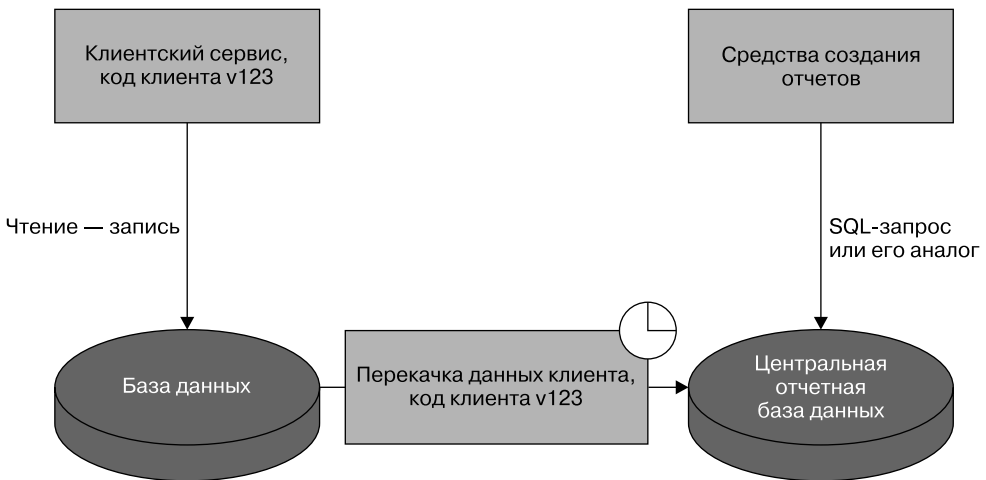 Клиентский сервис,
код клиента v123
Средства создания
отчетов
Чтение — запись
SQL-запрос
или его аналог
База данных
Перекачка данных клиента,
код клиента v123
Центральная
отчетная
база данных